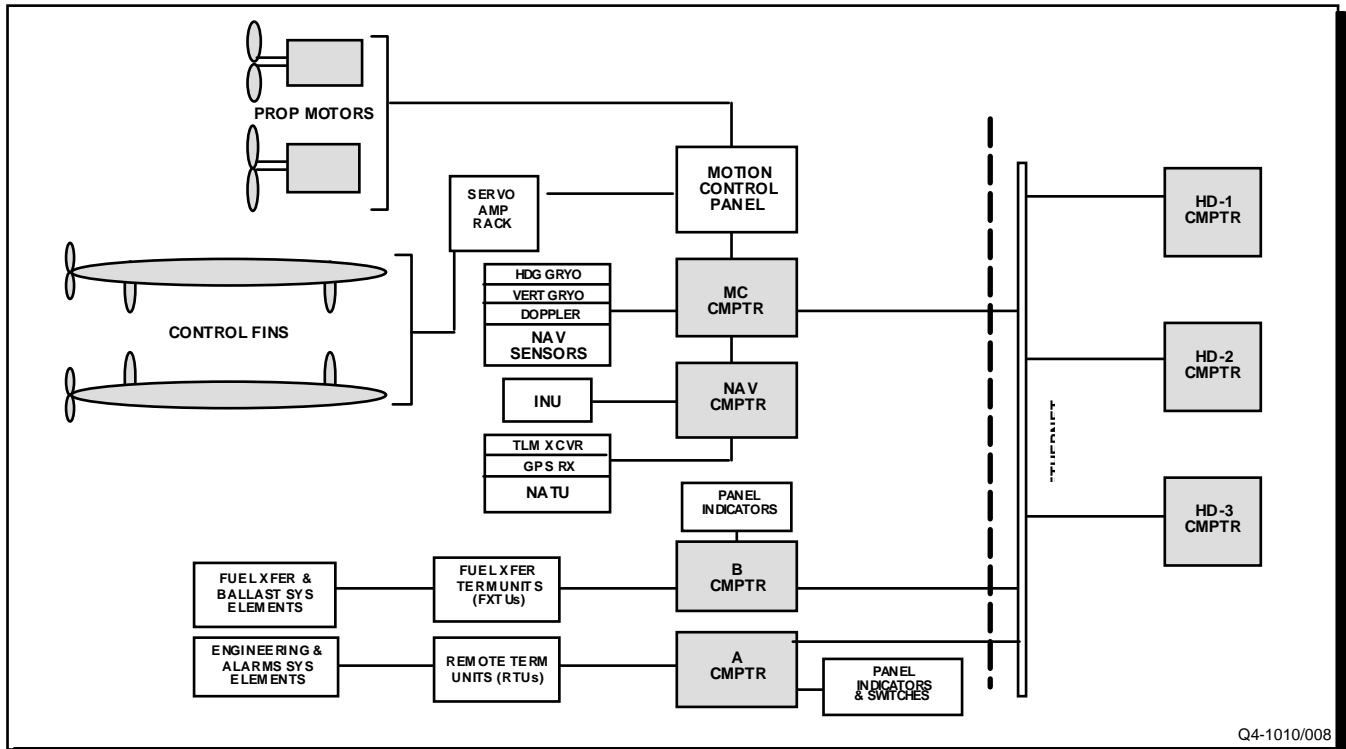 PROP MOTORS
MOTION
CONTROL
PANEL
SERVO
AMP
RACK
HD-1
CMPTR
HDG GRYO
VERT GRYO
DOPPLER
NAV
SENSORS
MC
CMPTR
CONTROL FINS
HD-2
CMPTR
INU
NAV
CMPTR
TLM XCVR
GPS RX
NATU
PANEL
INDICATORS
HD-3
CMPTR
FUEL XFER &
BALLAST SYS
ELEMENTS
FUEL XFER
TERM UNITS
(FXTUs)
B
CMPTR
ENGINEERING &
ALARMS SYS
ELEMENTS
REMOTE TERM
UNITS (RTUs)
A
CMPTR
PANEL
INDICATORS
& SWITCHES
Q4-1010/008